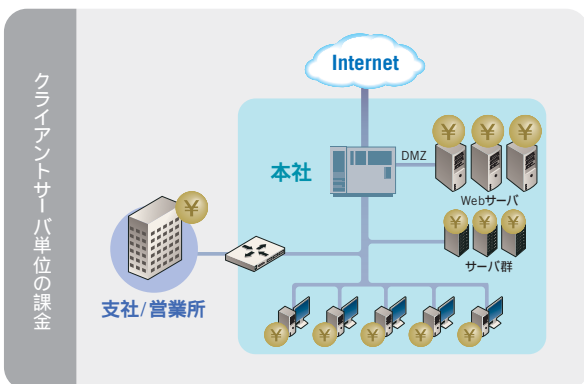 クライアントサーバ単位の課金
Internet
本社
DMZ
¥ ¥ ¥
Webサーバ
¥ ¥ ¥
サーバ群
¥
支社/営業所
¥ ¥ ¥ ¥ ¥